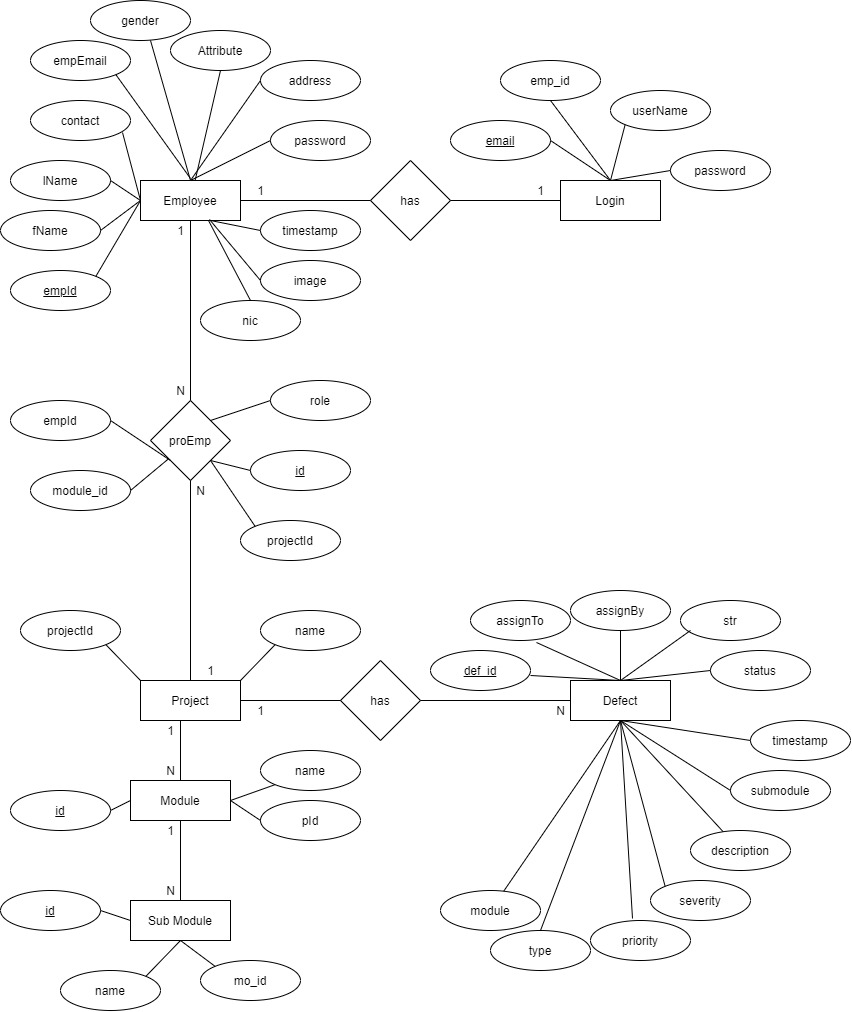 gender
Attribute
empEmail
address
emp_id
userName
contact
password
email
password
lName
Employee
1
has
1
Login
fName
1
timestamp
empId
image
nic
N
role
empId
proEmp
id
module_id
N
projectId
assignTo
assignBy
str
projectId
name
def_id
status
1
Project
1
has
N
Defect
1
timestamp
N
name
submodule
id
Module
pId
1
description
N
severity
id
Sub Module
module
type
priority
name
mo_id